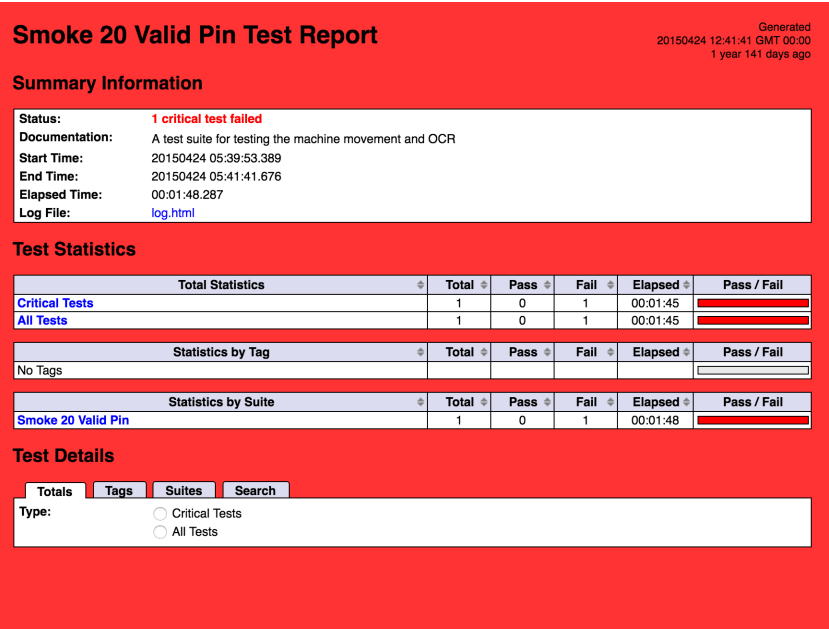 Smoke 20 Valid Pin Test Report
Generated
20150424 12:41:41 GMT 00:00
1 year 141 days ago
Summary Information
Status: 1 critical test failed
Documentation: A test suite for testing the machine movement and OCR
Start Time: 20150424 05:39:53.389
End Time: 20150424 05:41:41.676
Elapsed Time: 00:01:48.287
Log File: log.html
Test Statistics
Total Statistics Total Pass Fail Elapsed Pass / Fail
Critical Tests 1 0 1 00:01:45
All Tests 1 0 1 00:01:45
Statistics by Tag Total Pass Fail Elapsed Pass / Fail
No Tags
Statistics by Suite Total Pass Fail Elapsed Pass / Fail
Smoke 20 Valid Pin 1 0 1 00:01:48
Test Details
Totals Tags Suites Search
Type: Critical Tests
All Tests